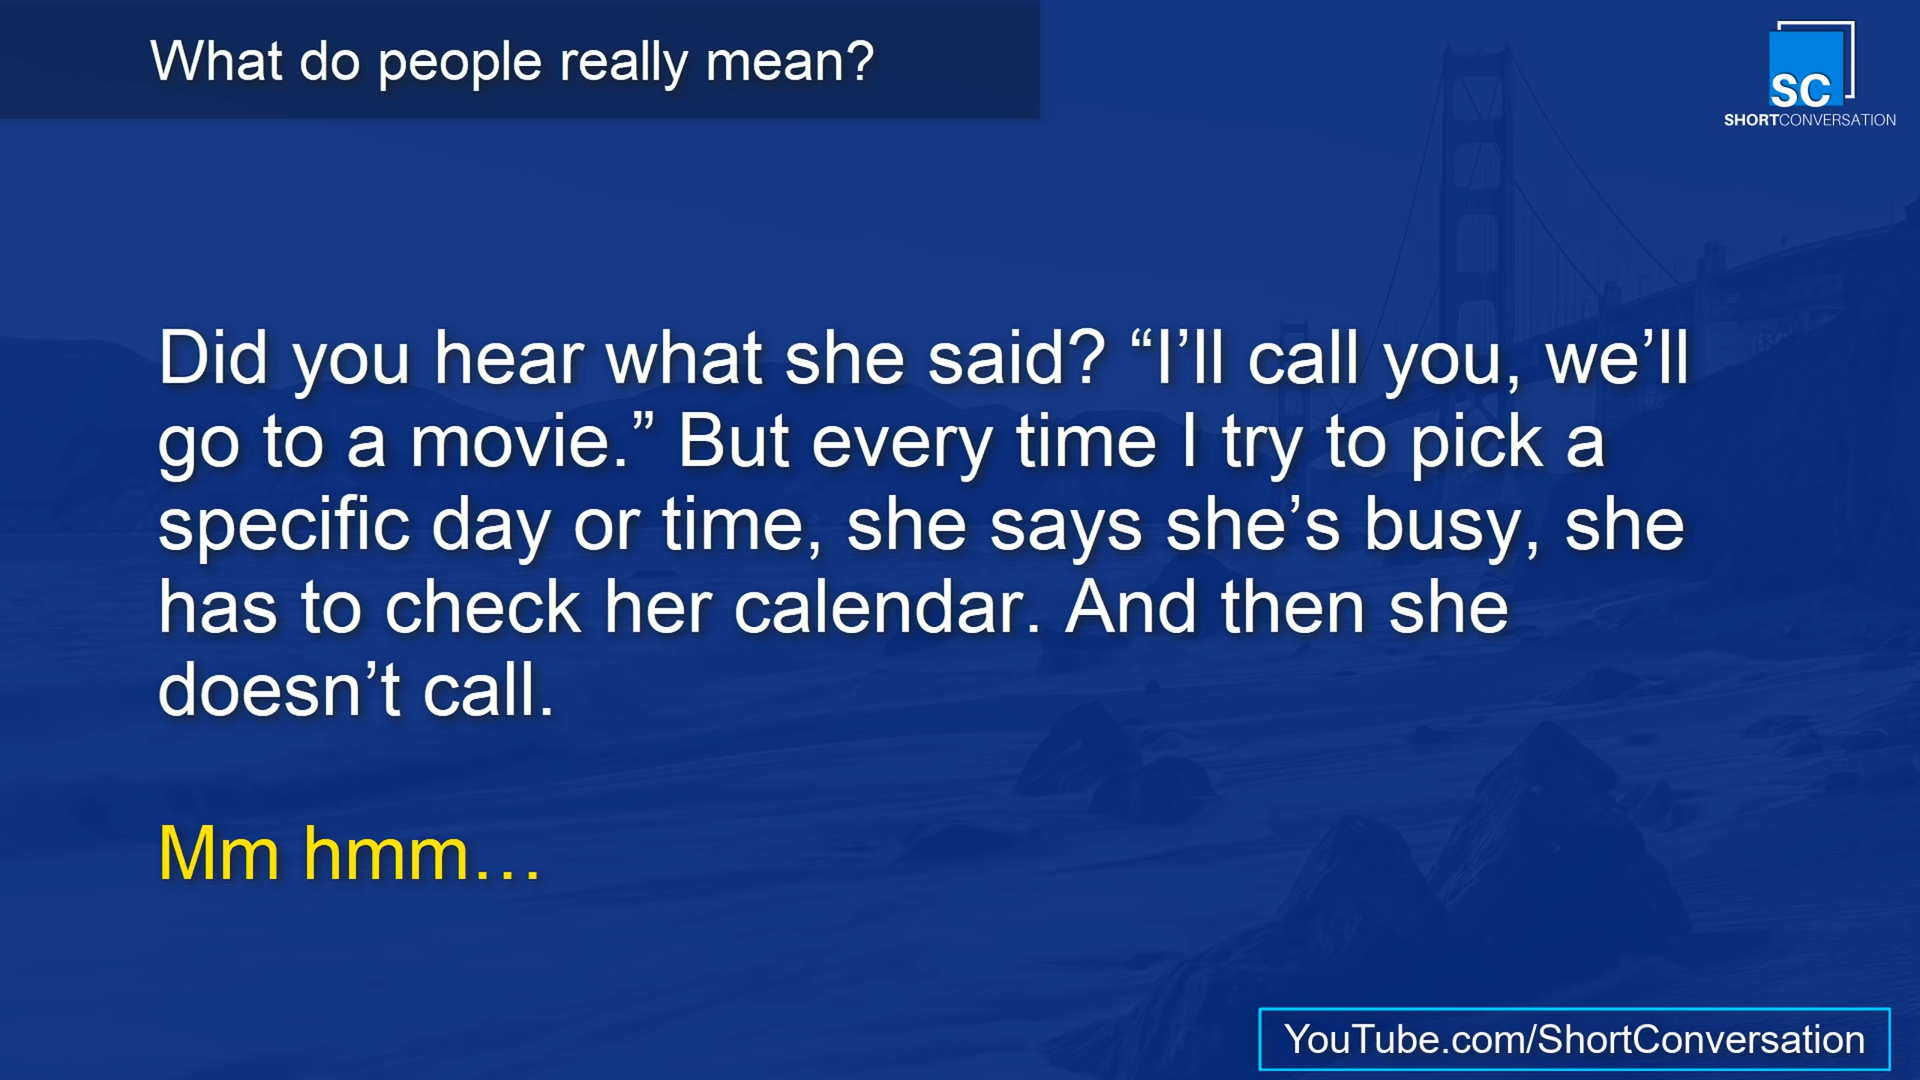 What do people really mean?
SC
SHORTCONVERSATION
Did you hear what she said? “I’ll call you, we’ll
go to a movie.” But every time I try to pick a
specific day or time, she says she’s busy, she
has to check her calendar. And then she
doesn’t call.
Mm hmm…
YouTube.com/ShortConversation